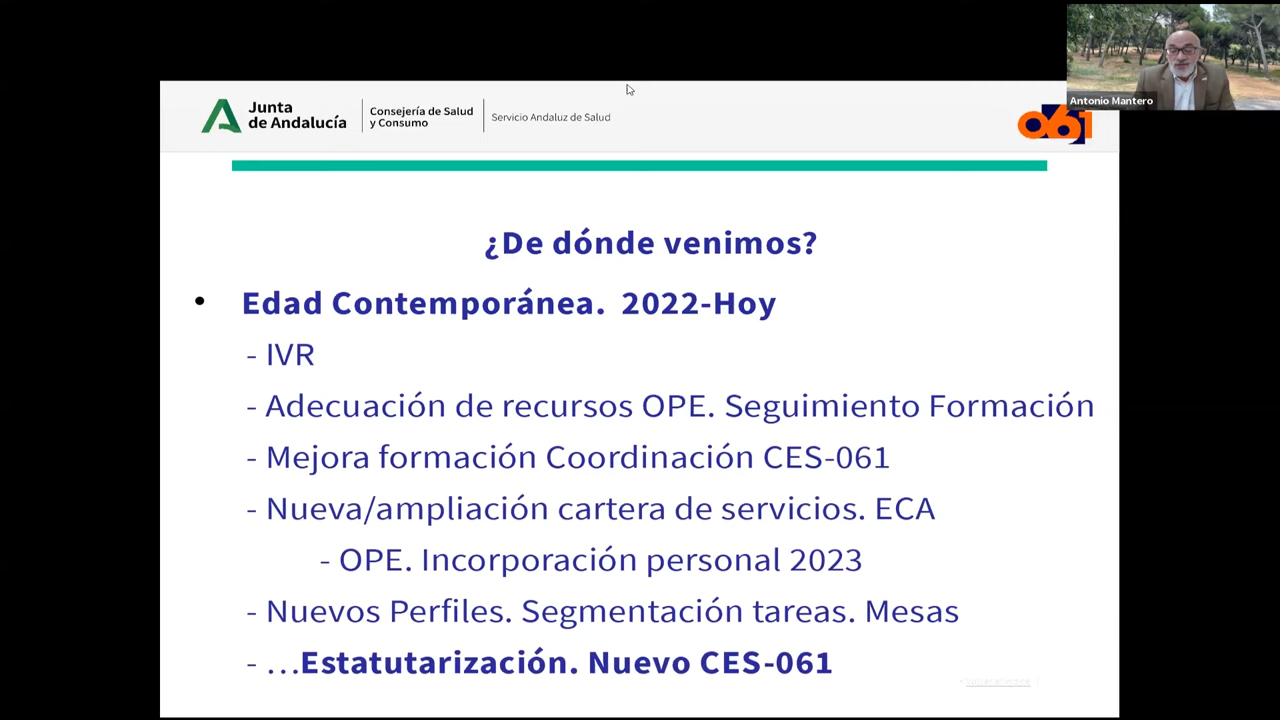 Junta
de Andalucía
Consejería de Salud
y Consumo
Servicio Andaluz de Salud
061
Antonio Mantero
¿De dónde venimos?
• Edad Contemporánea. 2022-Hoy
- IVR
- Adecuación de recursos OPE. Seguimiento Formación
- Mejora formación Coordinación CES-061
- Nueva/ampliación cartera de servicios. ECA
- OPE. Incorporación personal 2023
- Nuevos Perfiles. Segmentación tareas. Mesas
- …Estatutarización. Nuevo CES-061